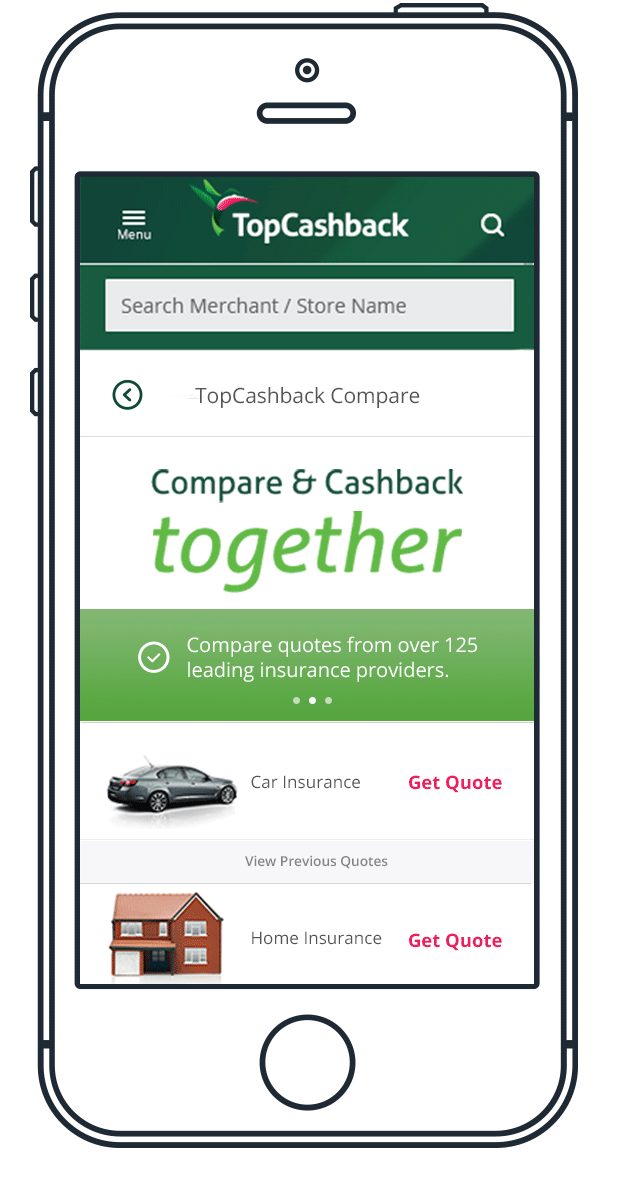 Menu
TopCashback
Search Merchant / Store Name
TopCashback Compare
Compare & Cashback
together
Compare quotes from over 125
leading insurance providers.
Car Insurance
Get Quote
View Previous Quotes
Home Insurance
Get Quote